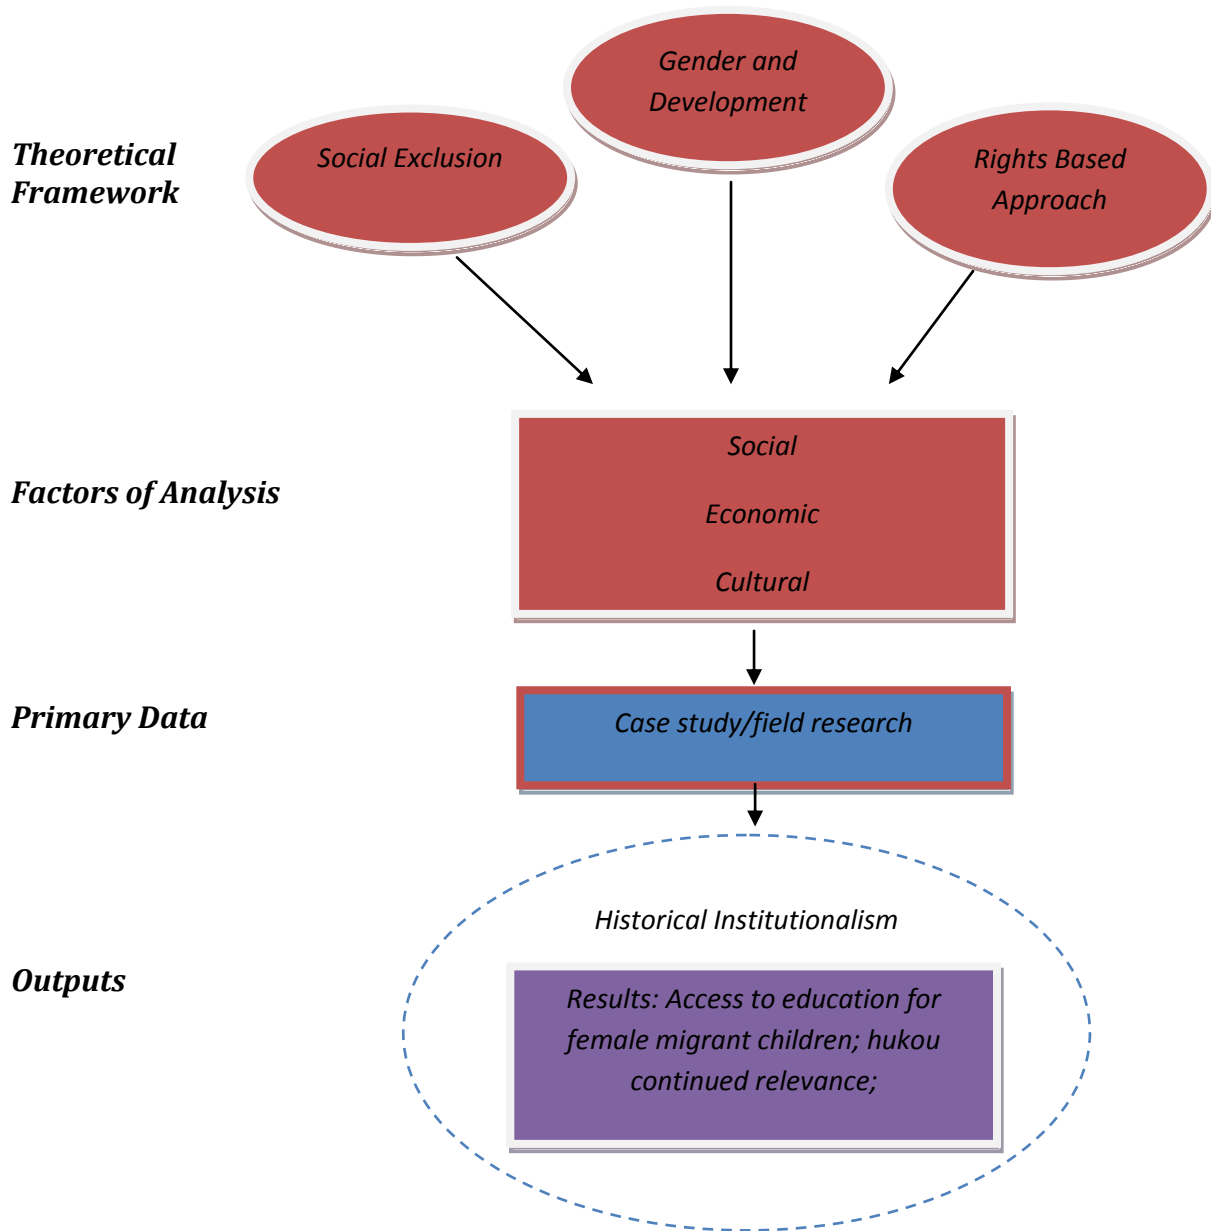 Gender and
Development
Theoretical
Framework
Social Exclusion
Rights Based
Approach
Factors of Analysis
Social
Economic
Cultural
Primary Data
Case study/field research
Outputs
Historical Institutionalism
Results: Access to education for
female migrant children; hukou
continued relevance;